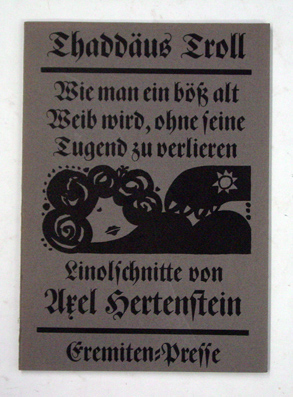 Thaddäus Troll
Wie man ein böß alt
Weib wird, ohne seine
Tugend zu verlieren
Linolschnitte von
Axel Hertenstein
Eremiten-Presse